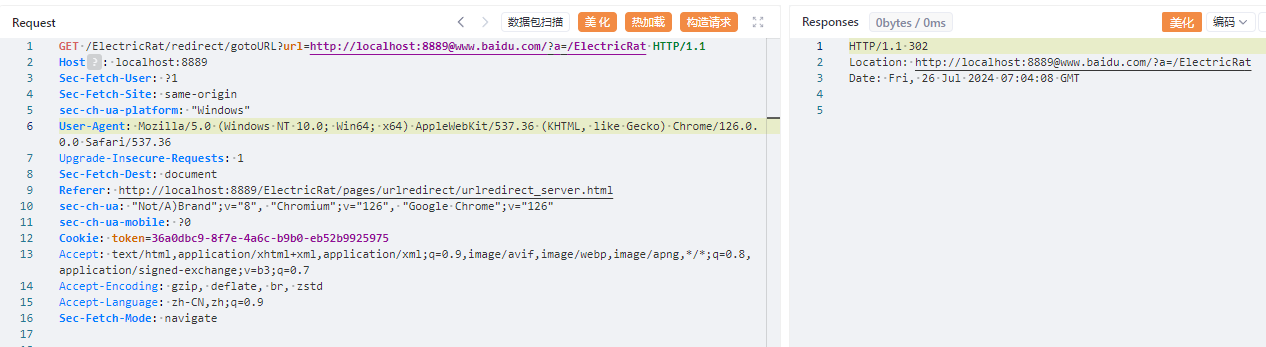 Request
数据包扫描
美化
热加载
构造请求
1 GET /ElectricRat/redirect/gotoURL?url=http://localhost:8889@www.baidu.com/?a=/ElectricRat HTTP/1.1
2 Host ? : localhost:8889
3 Sec-Fetch-User: ?1
4 Sec-Fetch-Site: same-origin
5 sec-ch-ua-platform: "Windows"
6 User-Agent: Mozilla/5.0 (Windows NT 10.0; Win64; x64) AppleWebKit/537.36 (KHTML, like Gecko) Chrome/126.0.
0.0 Safari/537.36
7 Upgrade-Insecure-Requests: 1
8 Sec-Fetch-Dest: document
9 Referer: http://localhost:8889/ElectricRat/pages/urlredirect/urlredirect_server.html
10 sec-ch-ua: "Not/A)Brand";v="8", "Chromium";v="126", "Google Chrome";v="126"
11 sec-ch-ua-mobile: ?0
12 Cookie: token=36a0dbc9-8f7e-4a6c-b9b0-eb52b9925975
13 Accept: text/html,application/xhtml+xml,application/xml;q=0.9,image/avif,image/webp,image/apng,*/*;q=0.8,
application/signed-exchange;v=b3;q=0.7
14 Accept-Encoding: gzip, deflate, br, zstd
15 Accept-Language: zh-CN,zh;q=0.9
16 Sec-Fetch-Mode: navigate
17
Responses
0bytes / 0ms
美化
编码
1 HTTP/1.1 302
2 Location: http://localhost:8889@www.baidu.com/?a=/ElectricRat
3 Date: Fri, 26 Jul 2024 07:04:08 GMT
4
5